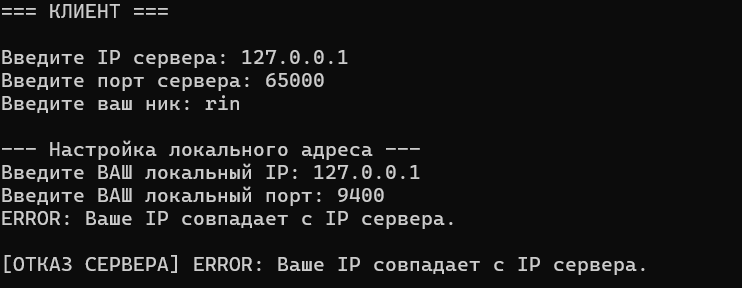 === КЛИЕНТ ===
Введите IP сервера: 127.0.0.1
Введите порт сервера: 65000
Введите ваш ник: rin
--- Настройка локального адреса ---
Введите ВАШ локальный IP: 127.0.0.1
Введите ВАШ локальный порт: 9400
ERROR: Ваше IP совпадает с IP сервера.
[ОТКАЗ СЕРВЕРА] ERROR: Ваше IP совпадает с IP сервера.